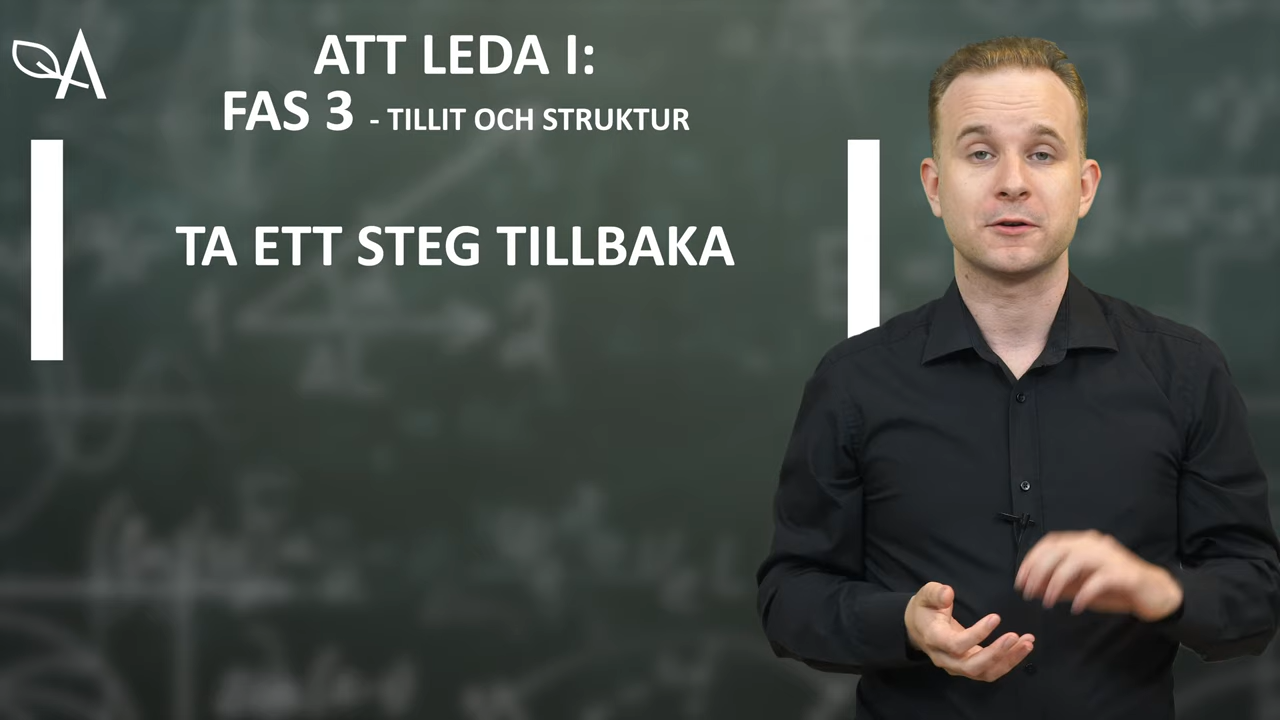 ATT LEDA I:
FAS 3 - TILLIT OCH STRUKTUR
TA ETT STEG TILLBAKA